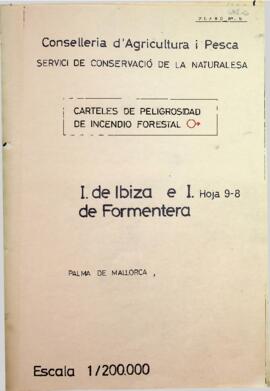 Conselleria d'Agricultura i Pesca
SERVICI DE CONSERVACIÓ DE LA NATURALESA
CARTELES DE PELIGROSIDAD
DE INCENDIO FORESTAL
I. de Ibiza e I. Hoja 9-8
de Formentera
PALMA DE MALLORCA,
Escala 1/200.000